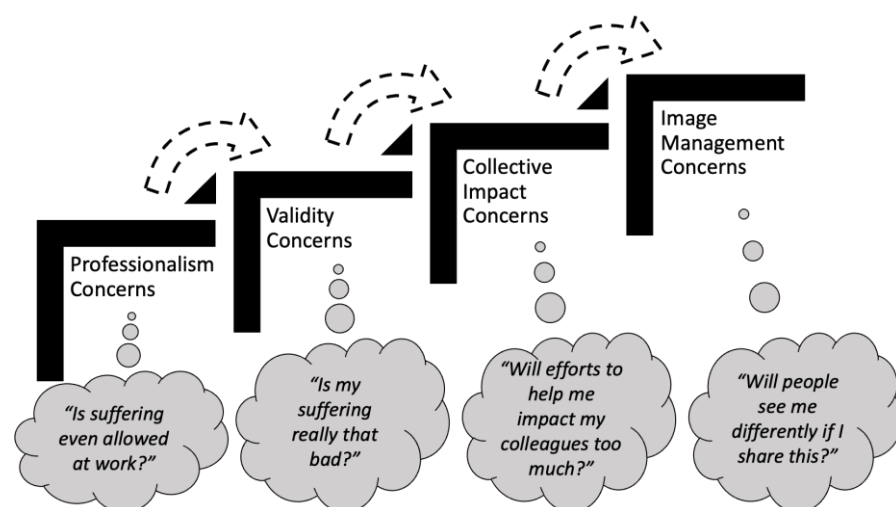 Professionalism
Concerns
Validity
Concerns
Collective
Impact
Concerns
Image
Management
Concerns
“Is suffering
even allowed
at work?”
“Is my
suffering
really that
bad?”
“Will efforts to
help me
impact my
colleagues too
much?”
“Will people
see me
differently if I
share this?”